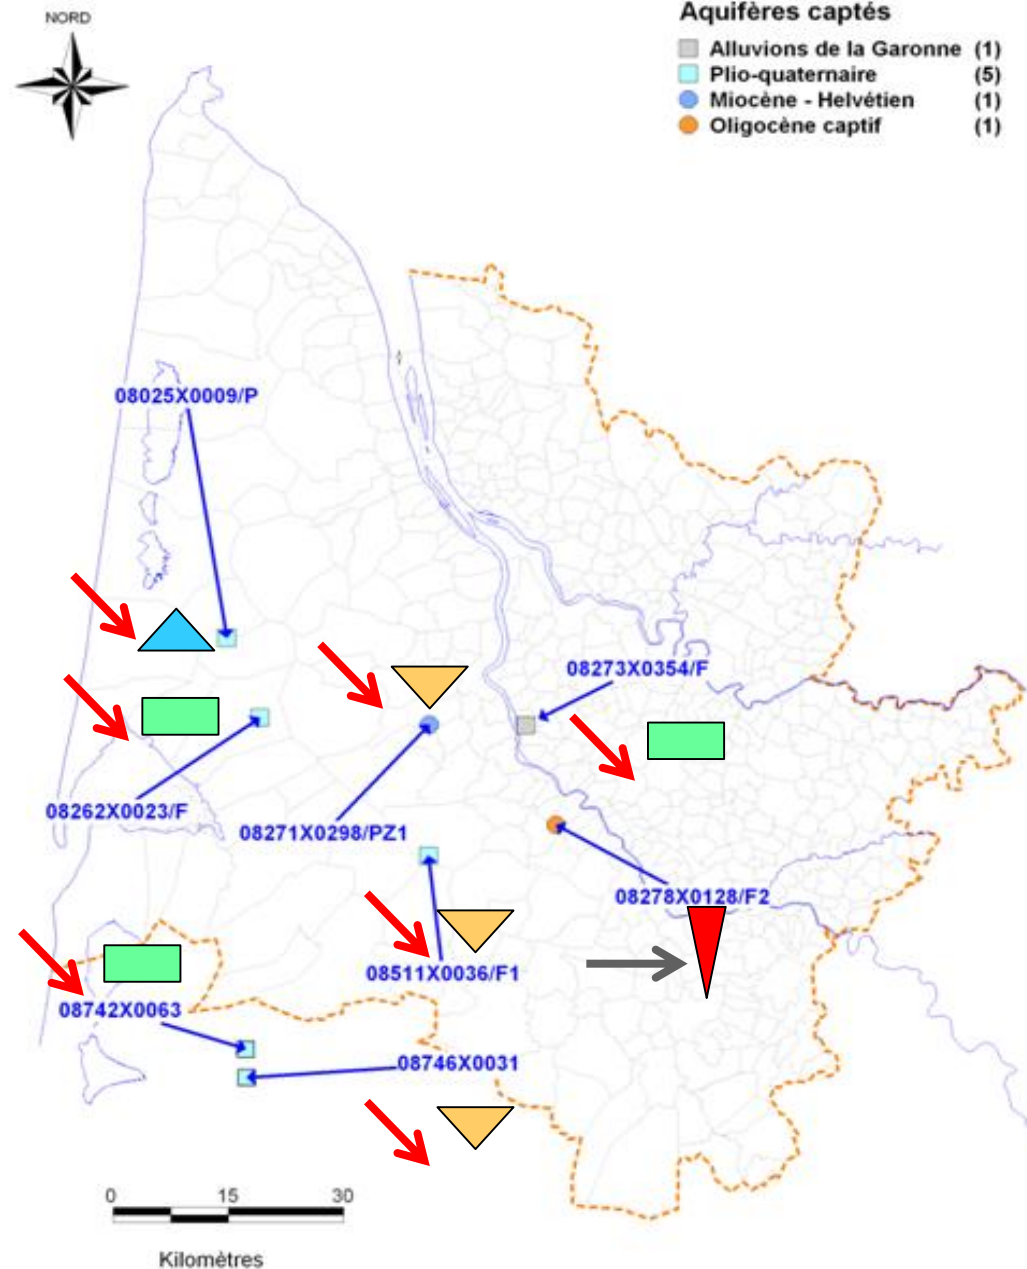 NORD
Aquifères captés
Alluvions de la Garonne (1)
Plio-quaternaire (5)
Miocène - Helvétien (1)
Oligocène captif (1)
08025X0009/P
08273X0354/F
08262X0023/F
08271X0298/PZ1
08278X0128/F2
08511X0036/F1
08742X0063
08746X0031
0 15 30
Kilomètres